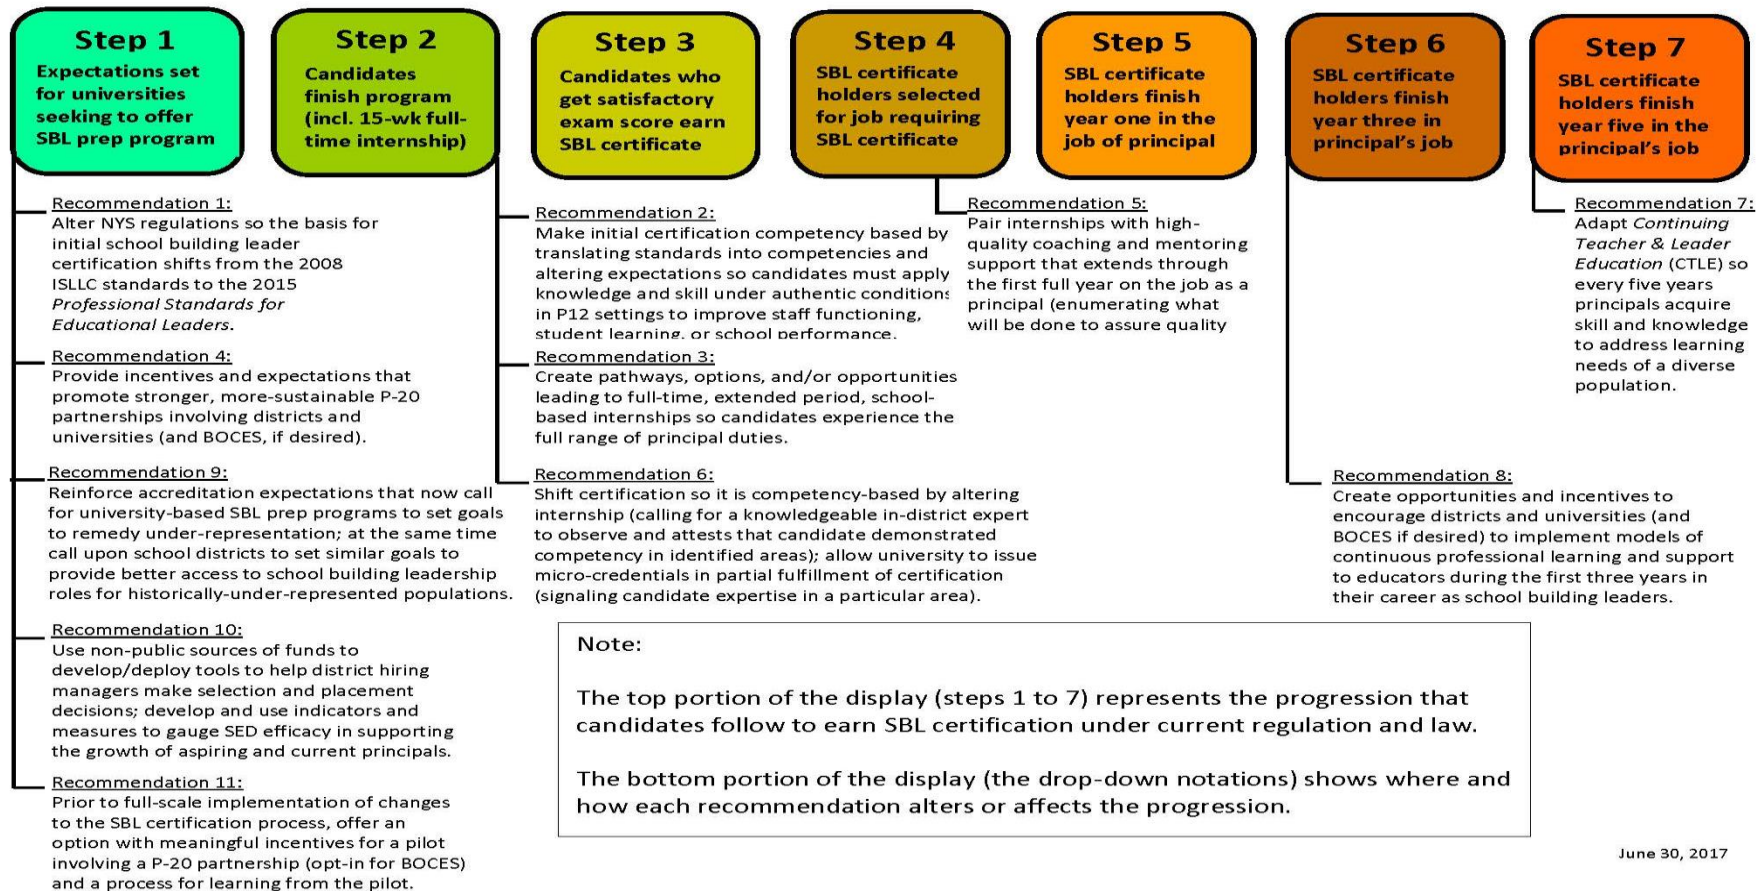 Step 1
Expectations set
for universities
seeking to offer
SBL prep program
Step 2
Candidates
finish program
(incl. 15-wk full-
time internship)
Step 3
Candidates who
get satisfactory
exam score earn
SBL certificate
Step 4
SBL certificate
holders selected
for job requiring
SBL certificate
Step 5
SBL certificate
holders finish
year one in the
job of principal
Step 6
SBL certificate
holders finish
year three in
principal's job
Step 7
SBL certificate
holders finish
year five in the
principal's job
Recommendation 1:
Alter NYS regulations so the basis for
initial school building leader
certification shifts from the 2008
ISLLC standards to the 2015
Professional Standards for
Educational Leaders.
Recommendation 4:
Provide incentives and expectations that
promote stronger, more-sustainable P-20
partnerships involving districts and
universities (and BOCES, if desired).
Recommendation 9:
Reinforce accreditation expectations that now call
for university-based SBL prep programs to set goals
to remedy under-representation; at the same time
call upon school districts to set similar goals to
provide better access to school building leadership
roles for historically-under-represented populations.
Recommendation 10:
Use non-public sources of funds to
develop/deploy tools to help district hiring
managers make selection and placement
decisions; develop and use indicators and
measures to gauge SED efficacy in supporting
the growth of aspiring and current principals.
Recommendation 11:
Prior to full-scale implementation of changes
to the SBL certification process, offer an
option with meaningful incentives for a pilot
involving a P-20 partnership (opt-in for BOCES)
and a process for learning from the pilot.
Recommendation 2:
Make initial certification competency based by
translating standards into competencies and
altering expectations so candidates must apply
knowledge and skill under authentic conditions
in P12 settings to improve staff functioning,
student learning, or school performance.
Recommendation 3:
Create pathways, options, and/or opportunities
leading to full-time, extended period, school-
based internships so candidates experience the
full range of principal duties.
Recommendation 6:
Shift certification so it is competency-based by altering
internship (calling for a knowledgeable in-district expert
to observe and attests that candidate demonstrated
competency in identified areas); allow university to issue
micro-credentials in partial fulfillment of certification
(signaling candidate expertise in a particular area).
Recommendation 5:
Pair internships with high-
quality coaching and mentoring
support that extends through
the first full year on the job as a
principal (enumerating what
will be done to assure quality
Recommendation 8:
Create opportunities and incentives to
encourage districts and universities (and
BOCES if desired) to implement models of
continuous professional learning and support
to educators during the first three years in
their career as school building leaders.
Recommendation 7:
Adapt Continuing
Teacher & Leader
Education (CTLE) so
every five years
principals acquire
skill and knowledge
to address learning
needs of a diverse
population.
Note:
The top portion of the display (steps 1 to 7) represents the progression that
candidates follow to earn SBL certification under current regulation and law.
The bottom portion of the display (the drop-down notations) shows where and
how each recommendation alters or affects the progression.
June 30, 2017